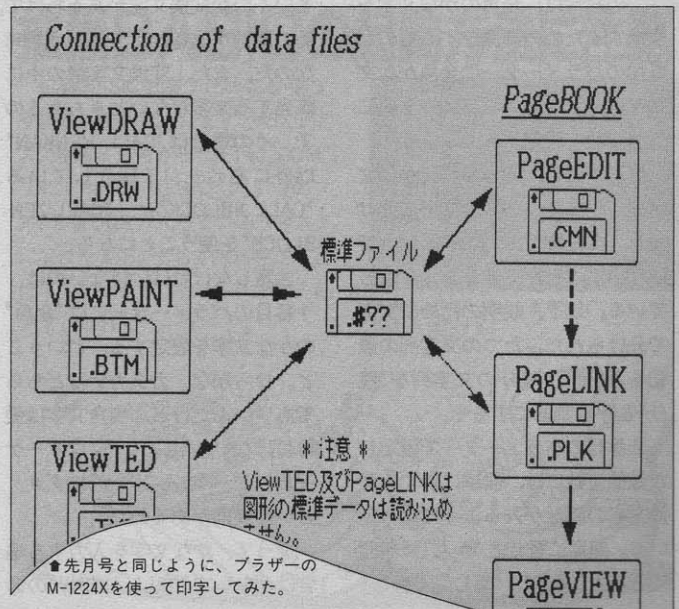 Connection of data files
ViewDRAW
.DRW
ViewPAINT
.BTM
ViewTED
標準ファイル
.#??
PageBOOK
PageEDIT
.CMN
PageLINK
.PLK
PageVIEW
＊注意＊
ViewTED及びPageLINKは
図形の標準データは読み込め
ません。
⬆先月号と同じように、ブラザーの
M-1224Xを使って印字してみた。